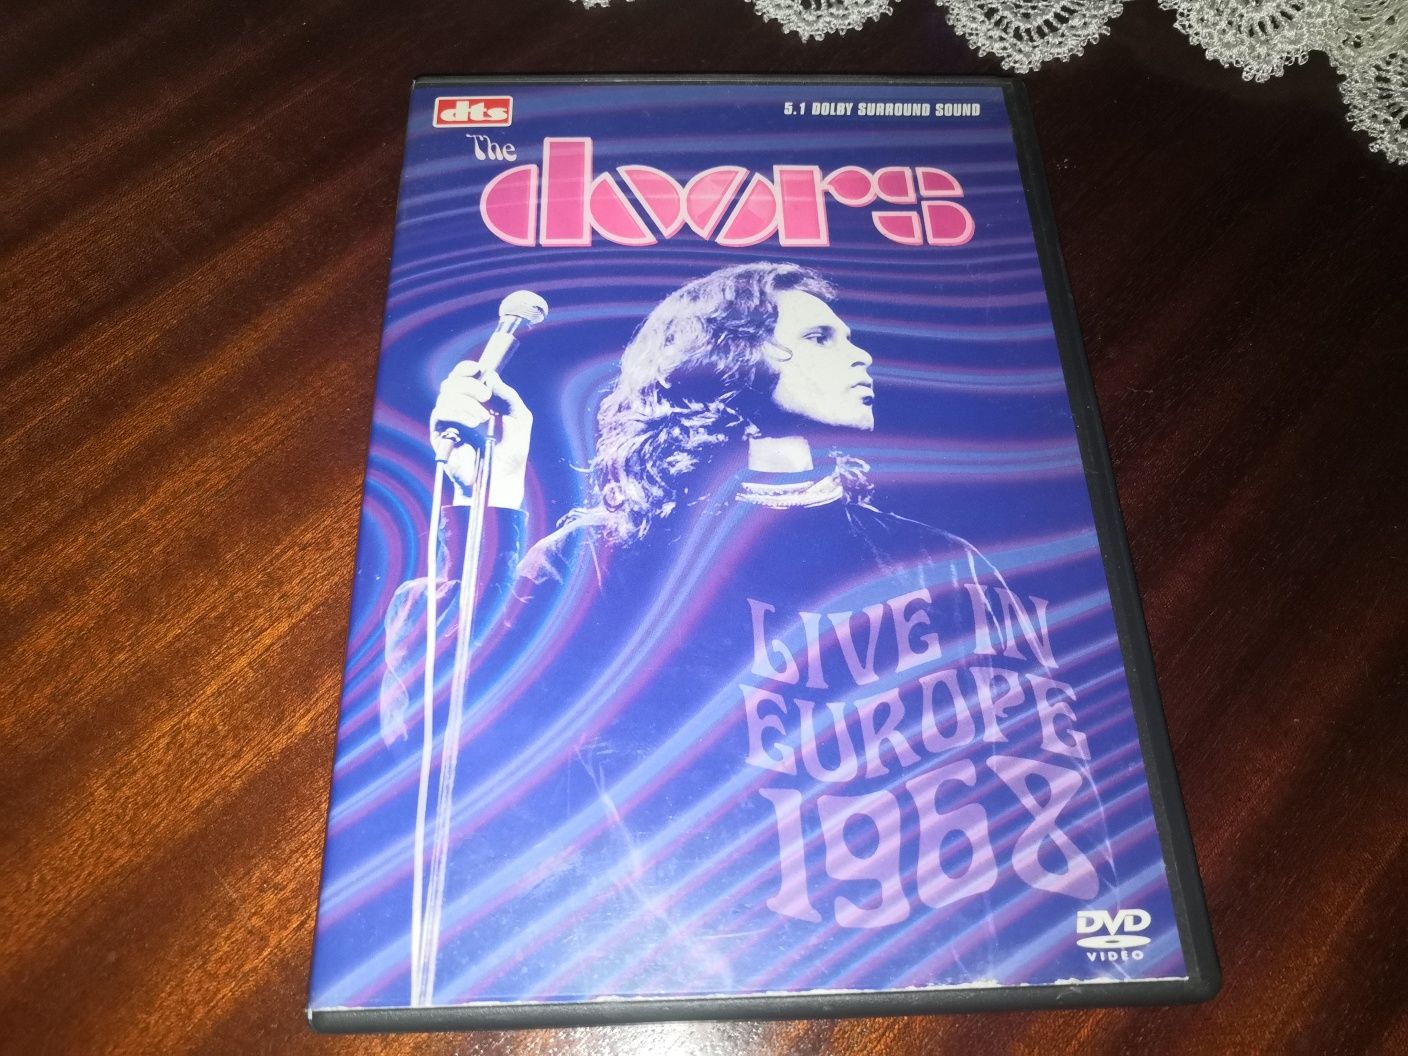 dts
5.1 DOLBY SURROUND SOUND
The
doors
LIVE IN
EUROPE
1968
DVD
VIDEO